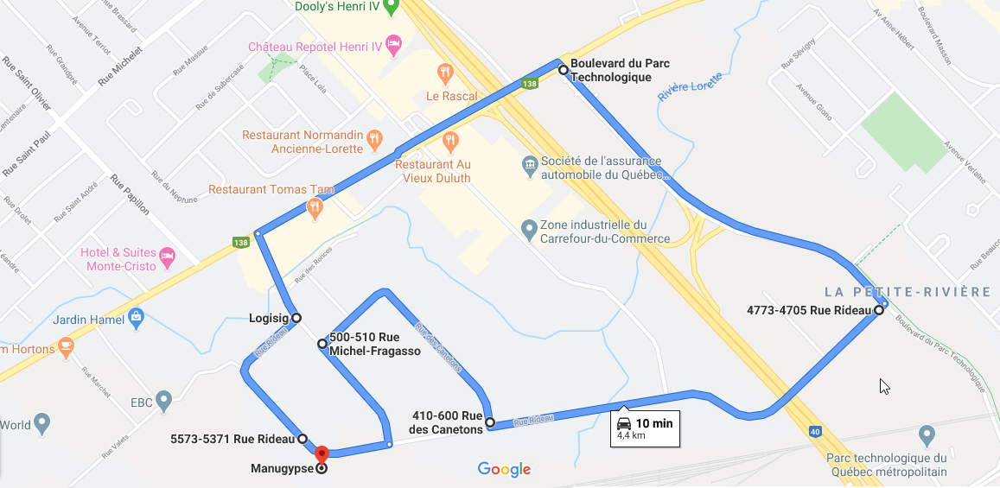 Dooly's Henri IV
Avenue Brassard
Avenue Terriot
Rue Michelet
Rue Grandpré
Rue Massue
Château Repotel Henri IV
Rue Saint Olivier
Rue de Subercase
Place Lola
Le Rascal
138
Boulevard du Parc
Technologique
Rivière Lorette
Rue Sévigny
Av Anne-Hébert
Boulevard Masson
Avenue Glono
Avenue Verlaine
Rue Saint Paul
Restaurant Normandin
Ancienne-Lorette
Restaurant Au
Vieux Duluth
Société de l'assurance
automobile du Québec...
Rue Papillon
Rue du Neptune
Rue Saint André
Rue Drolet
Restaurant Tomas Tam
Zone industrielle du
Carrefour-du-Commerce
138
Hotel & Suites
Monte-Cristo
Rue des Ronces
Rue Beauc
LA PETITE-RIVIÈRE
Logisig
4773-4705 Rue Rideau
Jardin Hamel
m Hortons
Rue Rideau
500-510 Rue
Michel-Fragasso
Rue des Canetons
Boulevard du Parc Technologique
Rue Marchet
EBC
World
Rue Valets
410-600 Rue
des Canetons
Rue Rideau
10 min
4,4 km
40
5573-5371 Rue Rideau
Manugypse
Google
Parc technologique du
Québec métropolitain